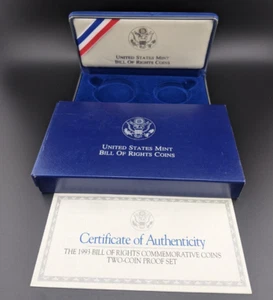 UNITED STATES MINT
BILL OF RIGHTS COINS
UNITED STATES MINT
BILL OF RIGHTS COINS
Certificate of Authenticity
THE 1993 BILL OF RIGHTS COMMEMORATIVE COINS
TWO-COIN PROOF SET